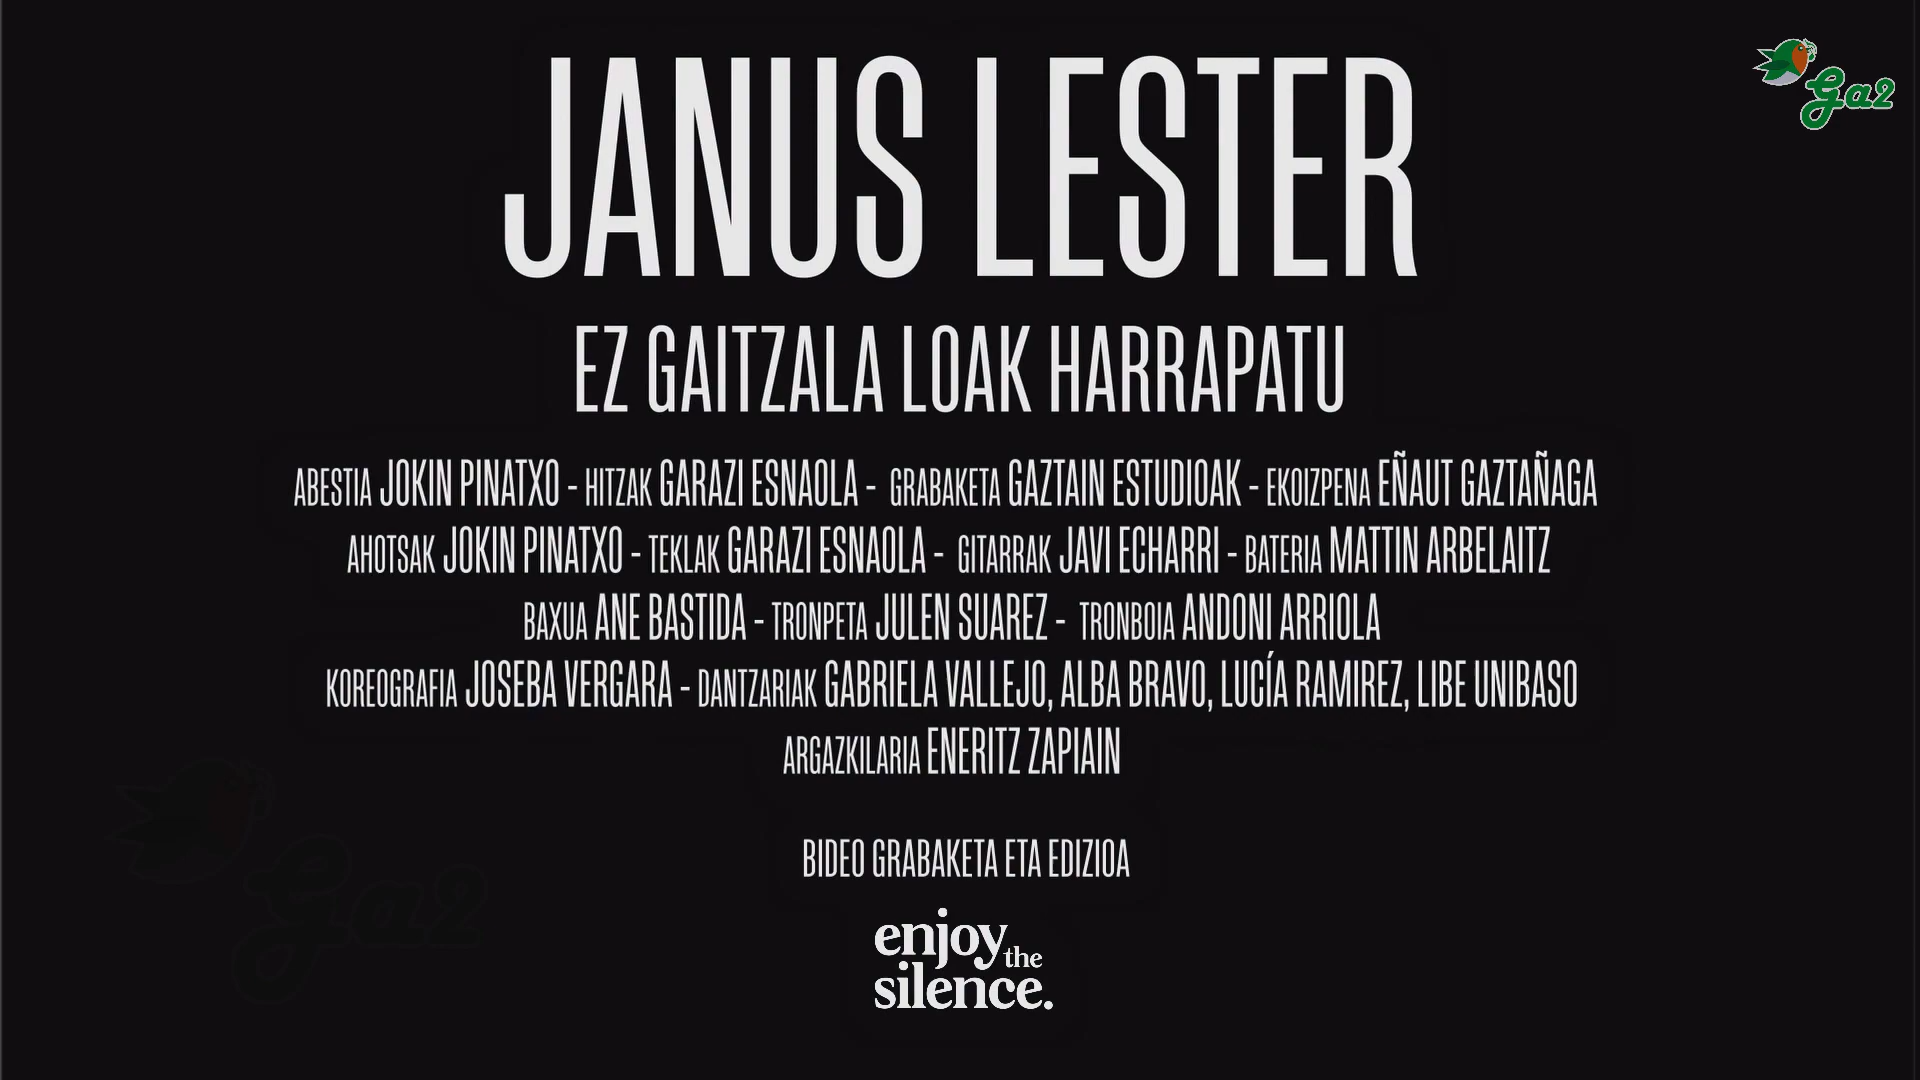 JANUS LESTER
Ga2
EZ GAITZALA LOAK HARRAPATU
ABESTIA JOKIN PINATXO - HITZAK GARAZI ESNAOLA - GRABAKETA GAZTAIN ESTUDIOAK - EKOIZPENA EÑAUT GAZTAÑAGA
AHOTSAK JOKIN PINATXO - TEKLAK GARAZI ESNAOLA - GITARRAK JAVI ECHARRI - BATERIA MATTIN ARBELAITZ
BAXUA ANE BASTIDA - TRONPETA JULEN SUAREZ - TRONBOIA ANDONI ARRIOLA
KOREOGRAFIA JOSEBA VERGARA - DANTZARIAK GABRIELA VALLEJO, ALBA BRAVO, LUCÍA RAMIREZ, LIBE UNIBASO
ARGAZKILARIA ENERITZ ZAPIAIN
Ga2
BIDEO GRABAKETA ETA EDIZIOA
enjoy the
silence.